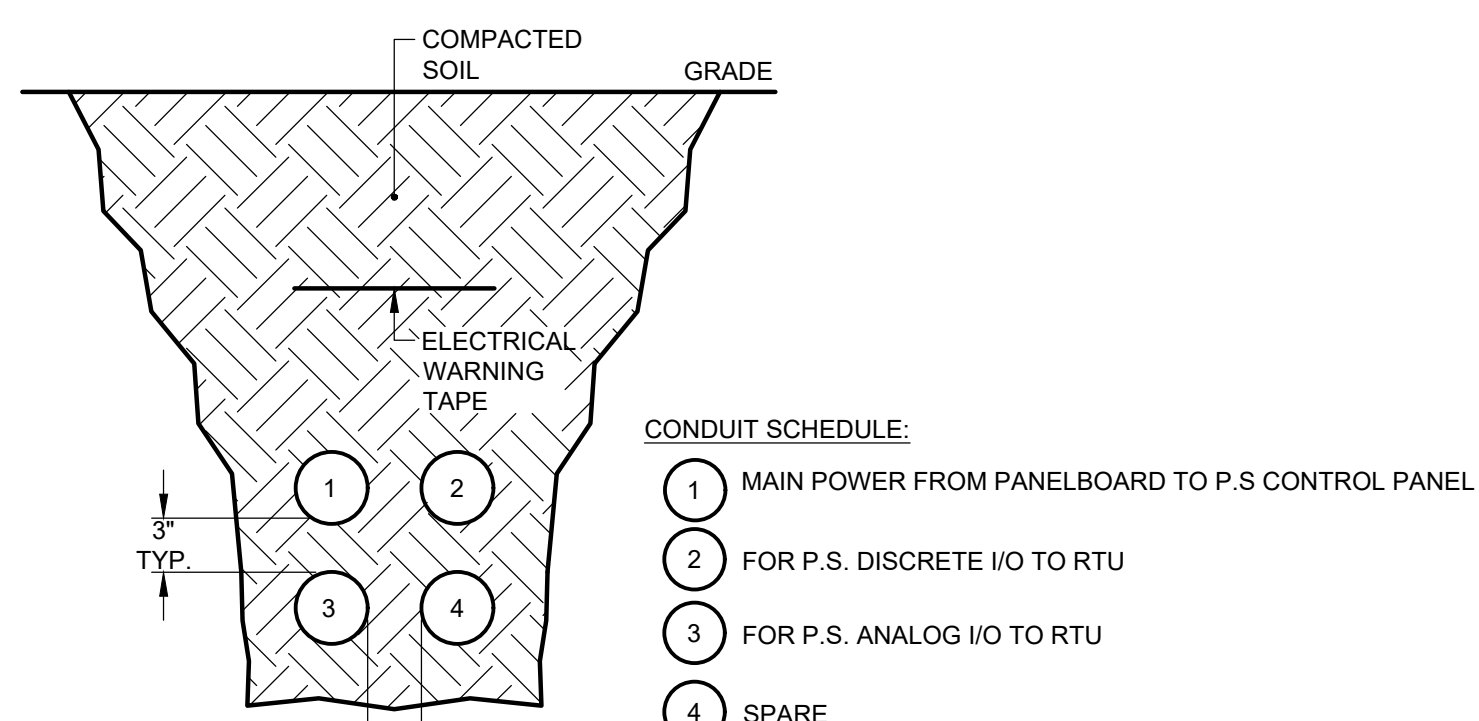 COMPACTED
SOIL
GRADE
ELECTRICAL
WARNING
TAPE
1
2
3"
TYP.
3
4
CONDUIT SCHEDULE:
1 MAIN POWER FROM PANELBOARD TO P.S CONTROL PANEL
2 FOR P.S. DISCRETE I/O TO RTU
3 FOR P.S. ANALOG I/O TO RTU
4 SPARE